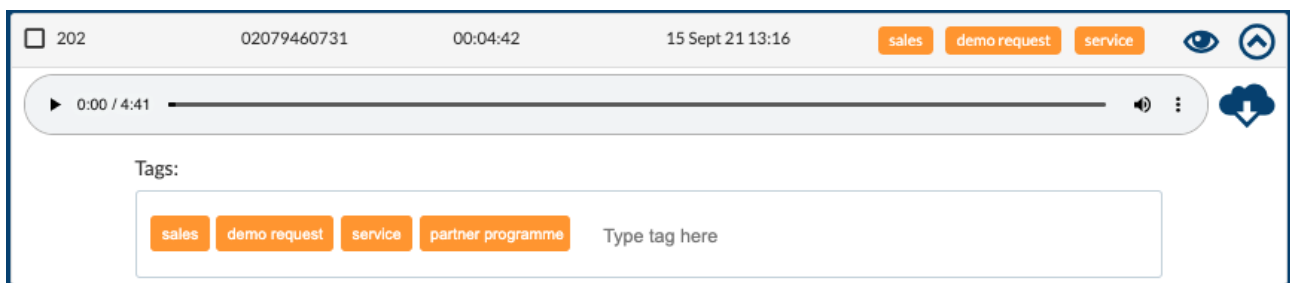 202 02079460731 00:04:42 15 Sept 21 13:16 sales demo request service
0:00 / 4:41
Tags:
sales demo request service partner programme Type tag here